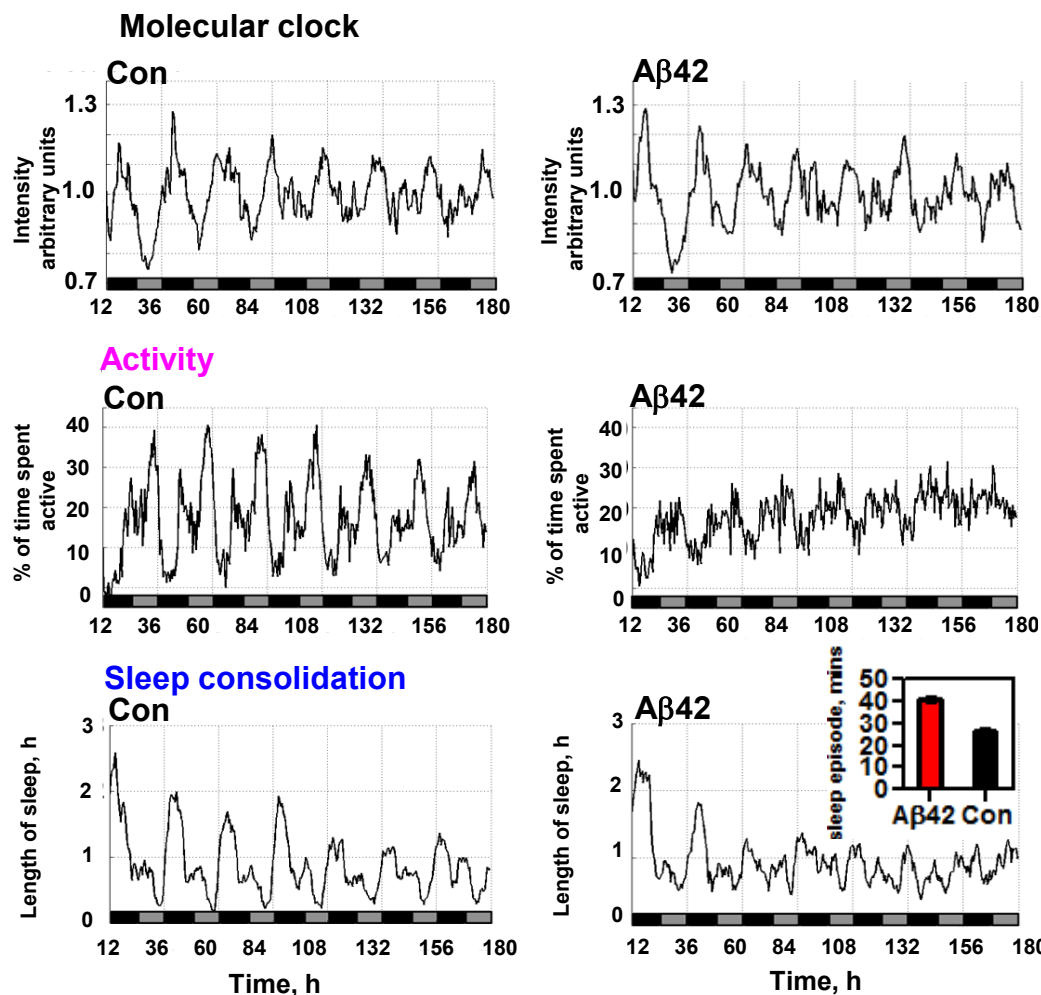 Molecular clock
Con
Intensity
arbitrary units
1.3
1.0
0.7
12 36 60 84 108 132 156 180
Aβ42
Intensity
arbitrary units
1.3
1.0
0.7
12 36 60 84 108 132 156 180
Activity
Con
% of time spent
active
40
30
20
10
0
12 36 60 84 108 132 156 180
Aβ42
% of time spent
active
40
30
20
10
0
12 36 60 84 108 132 156 180
Sleep consolidation
Con
Length of sleep, h
3
2
1
0
12 36 60 84 108 132 156 180
Time, h
Aβ42
Length of sleep, h
3
2
1
0
12 36 60 84 108 132 156 180
Time, h
sleep episode, mins
50
40
30
20
10
0
Aβ42 Con